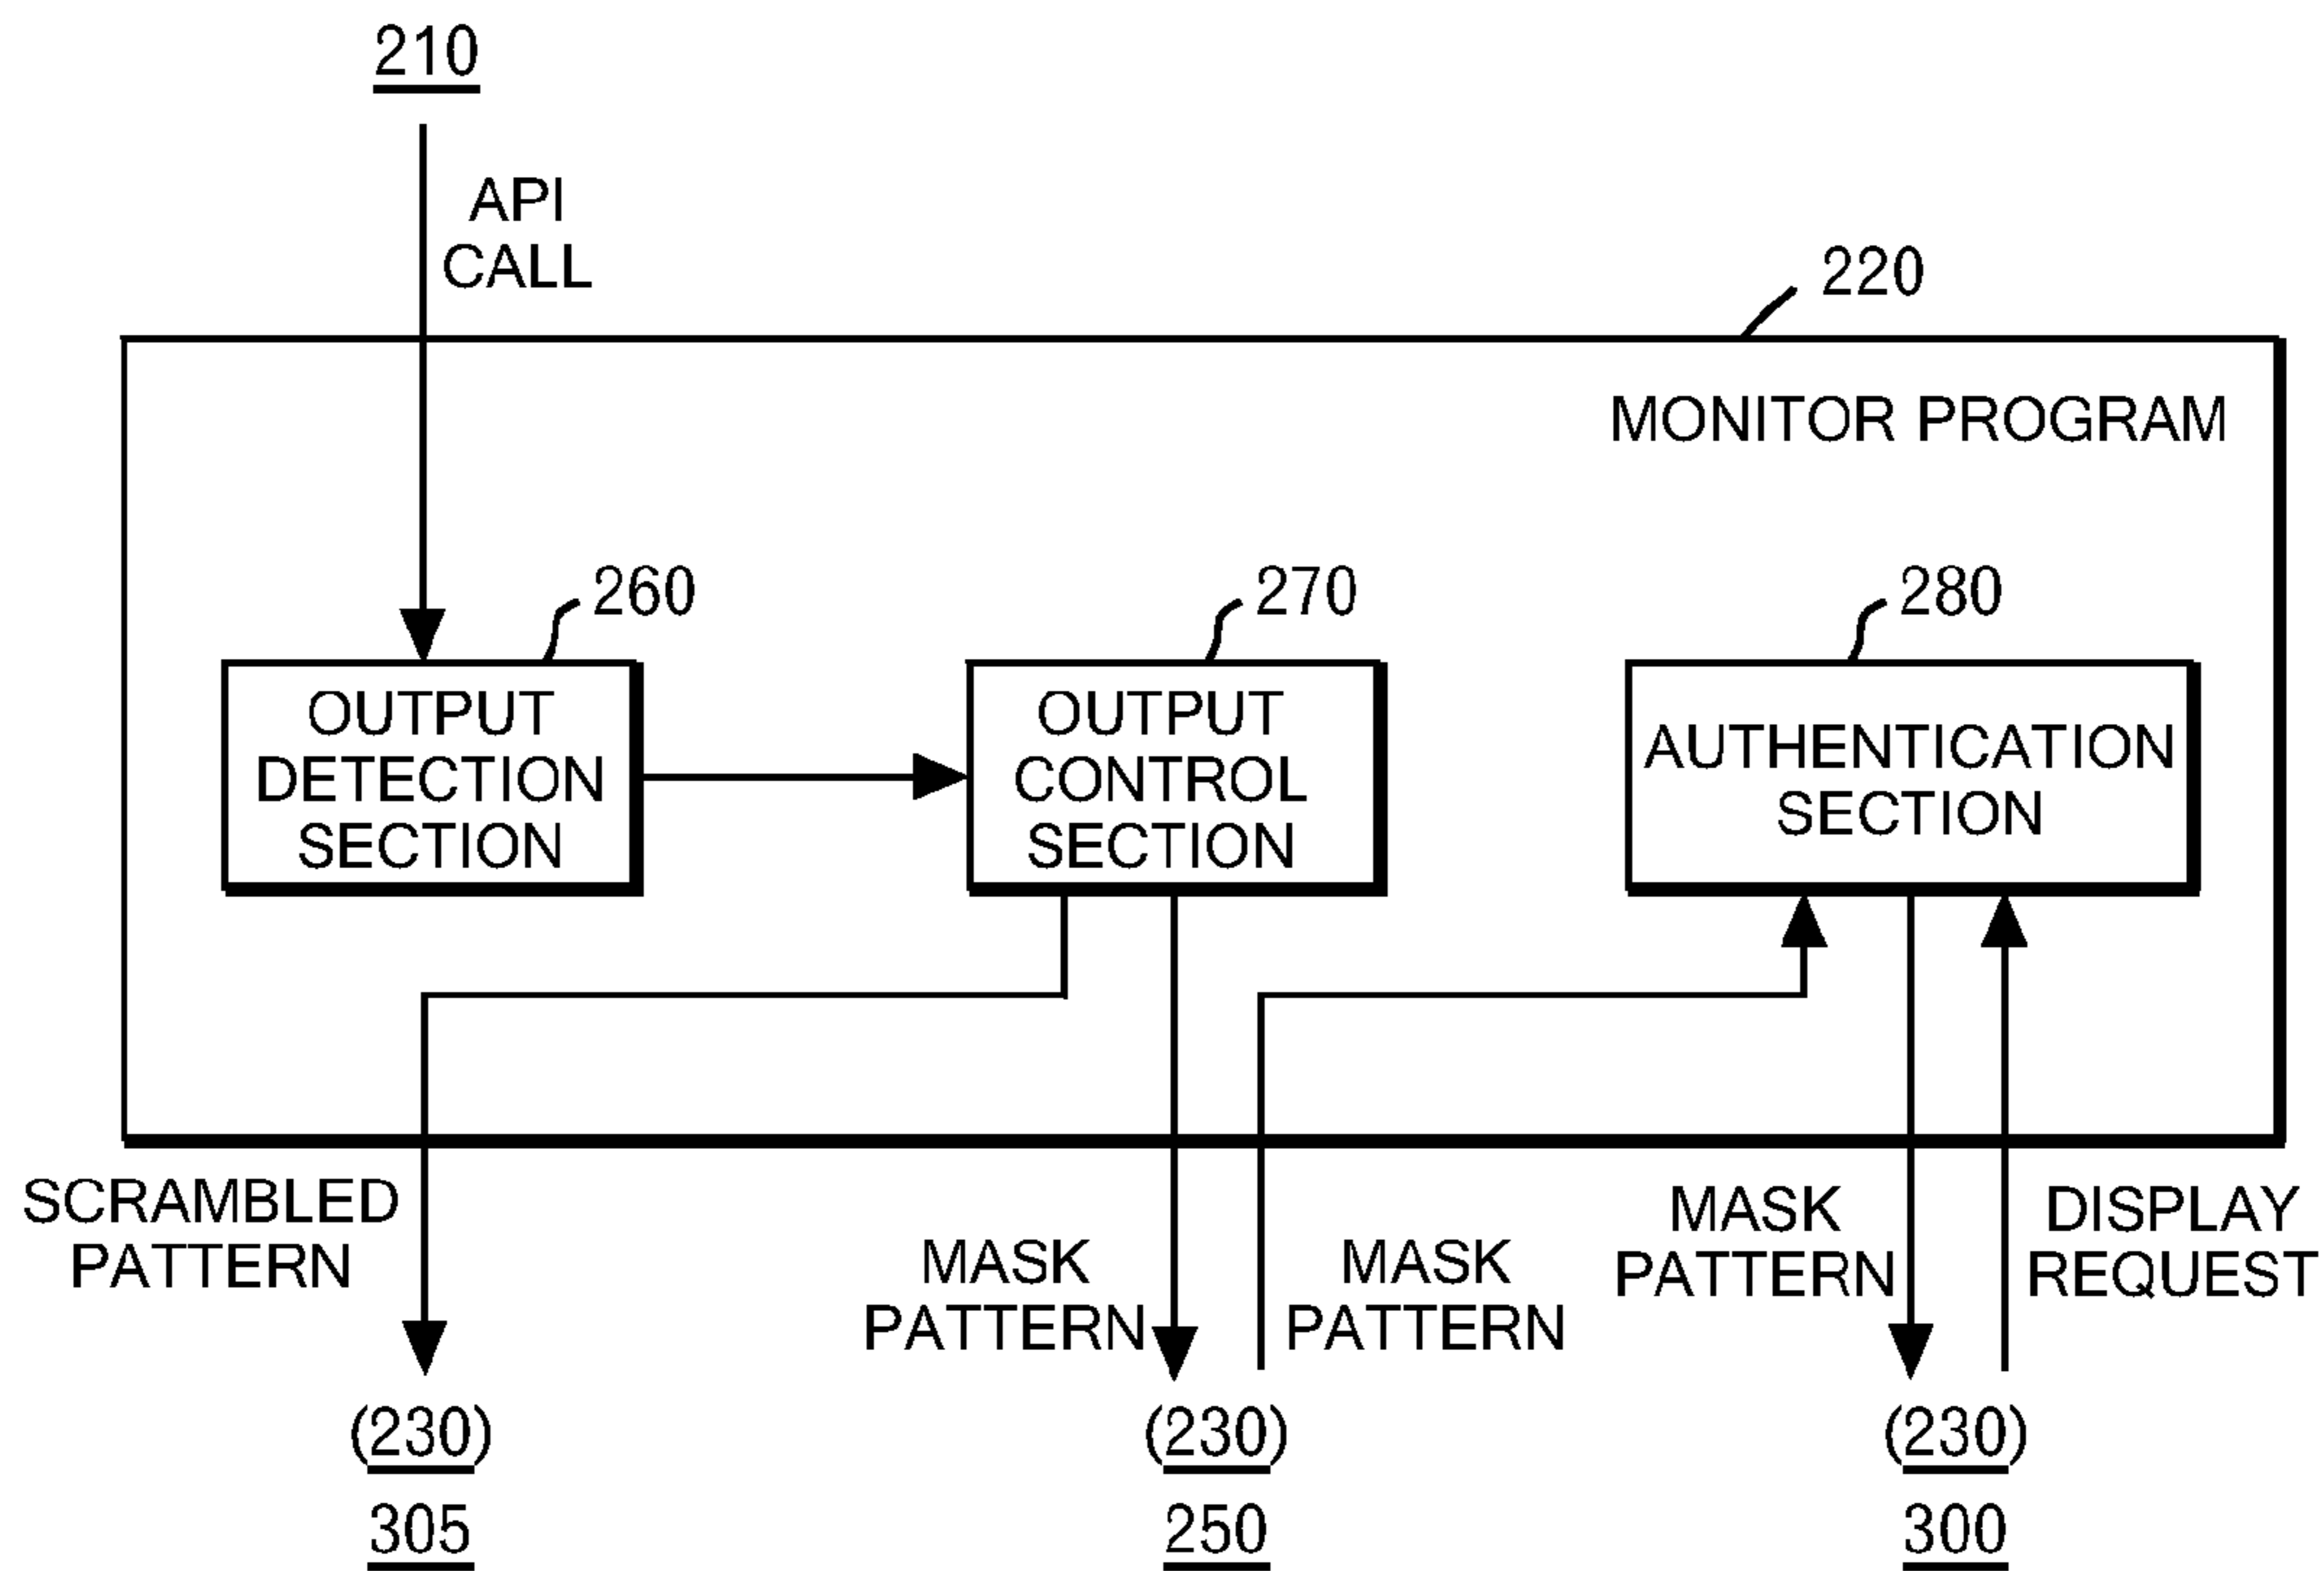 210
API
CALL
220
MONITOR PROGRAM
260
270
280
OUTPUT
DETECTION
SECTION
OUTPUT
CONTROL
SECTION
AUTHENTICATION
SECTION
SCRAMBLED
PATTERN
MASK
PATTERN
MASK
PATTERN
MASK
PATTERN
DISPLAY
REQUEST
(230)
305
(230)
250
(230)
300